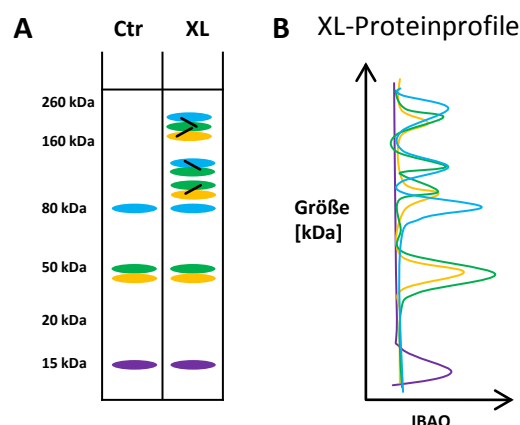 A
Ctr
XL
260 kDa
160 kDa
80 kDa
50 kDa
20 kDa
15 kDa
B
XL-Proteinprofile
Größe
[kDa]
IBAQ